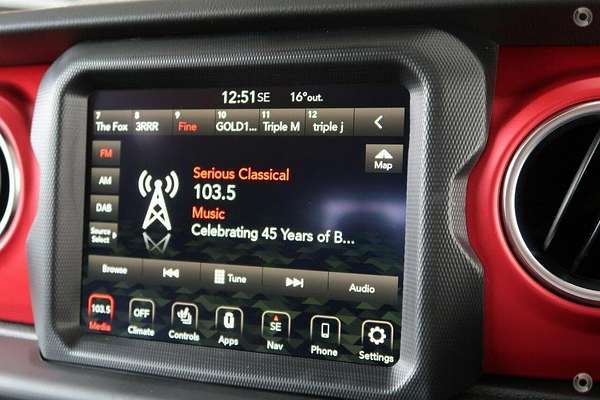 12:51 SE 16° out.
7 8 9 10 11 12
The Fox 3RRR Fine GOLD1... Triple M triple j <
FM
Map
Serious Classical
AM
103.5
Music
DAB
Celebrating 45 Years of B...
Source
Select
Browse Tune Audio
103.5 OFF SE
Media Climate Controls Apps Nav Phone Settings